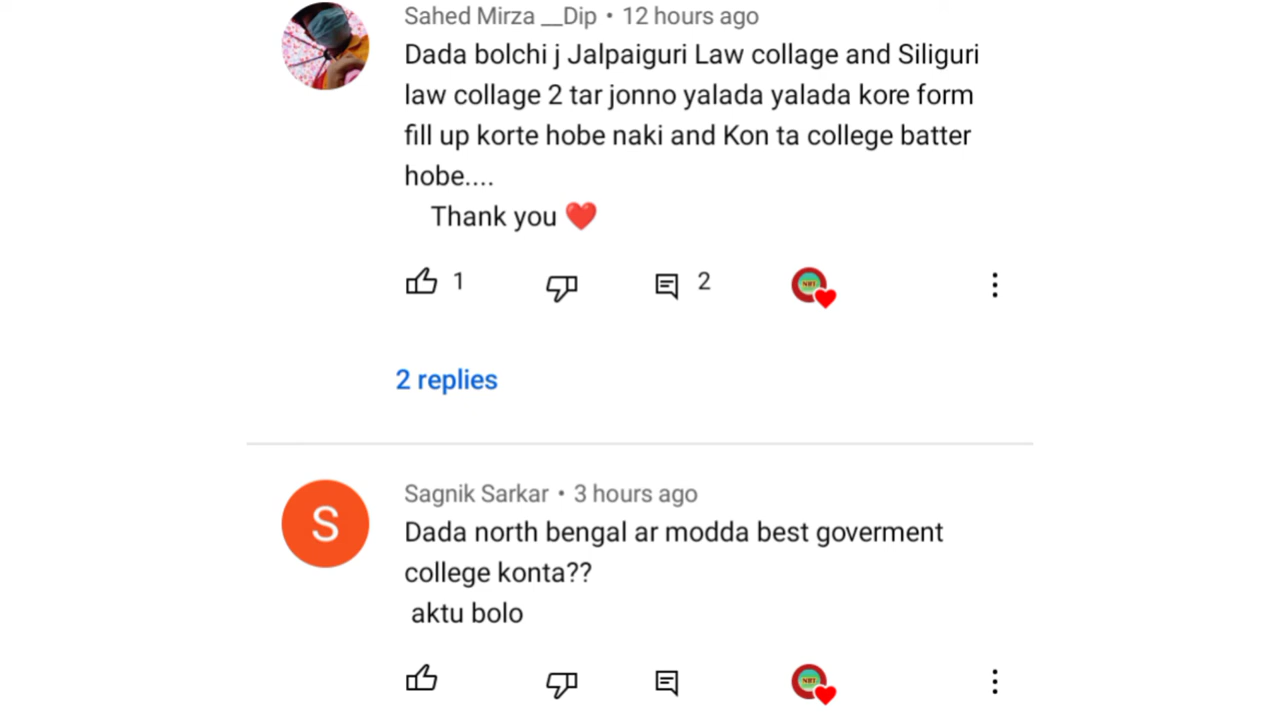 Sahed Mirza __Dip • 12 hours ago
Dada bolchi j Jalpaiguri Law collage and Siliguri
law collage 2 tar jonno yalada yalada kore form
fill up korte hobe naki and Kon ta college batter
hobe....
Thank you ❤️
1 2
2 replies
S
Sagnik Sarkar • 3 hours ago
Dada north bengal ar modda best goverment
college konta??
aktu bolo